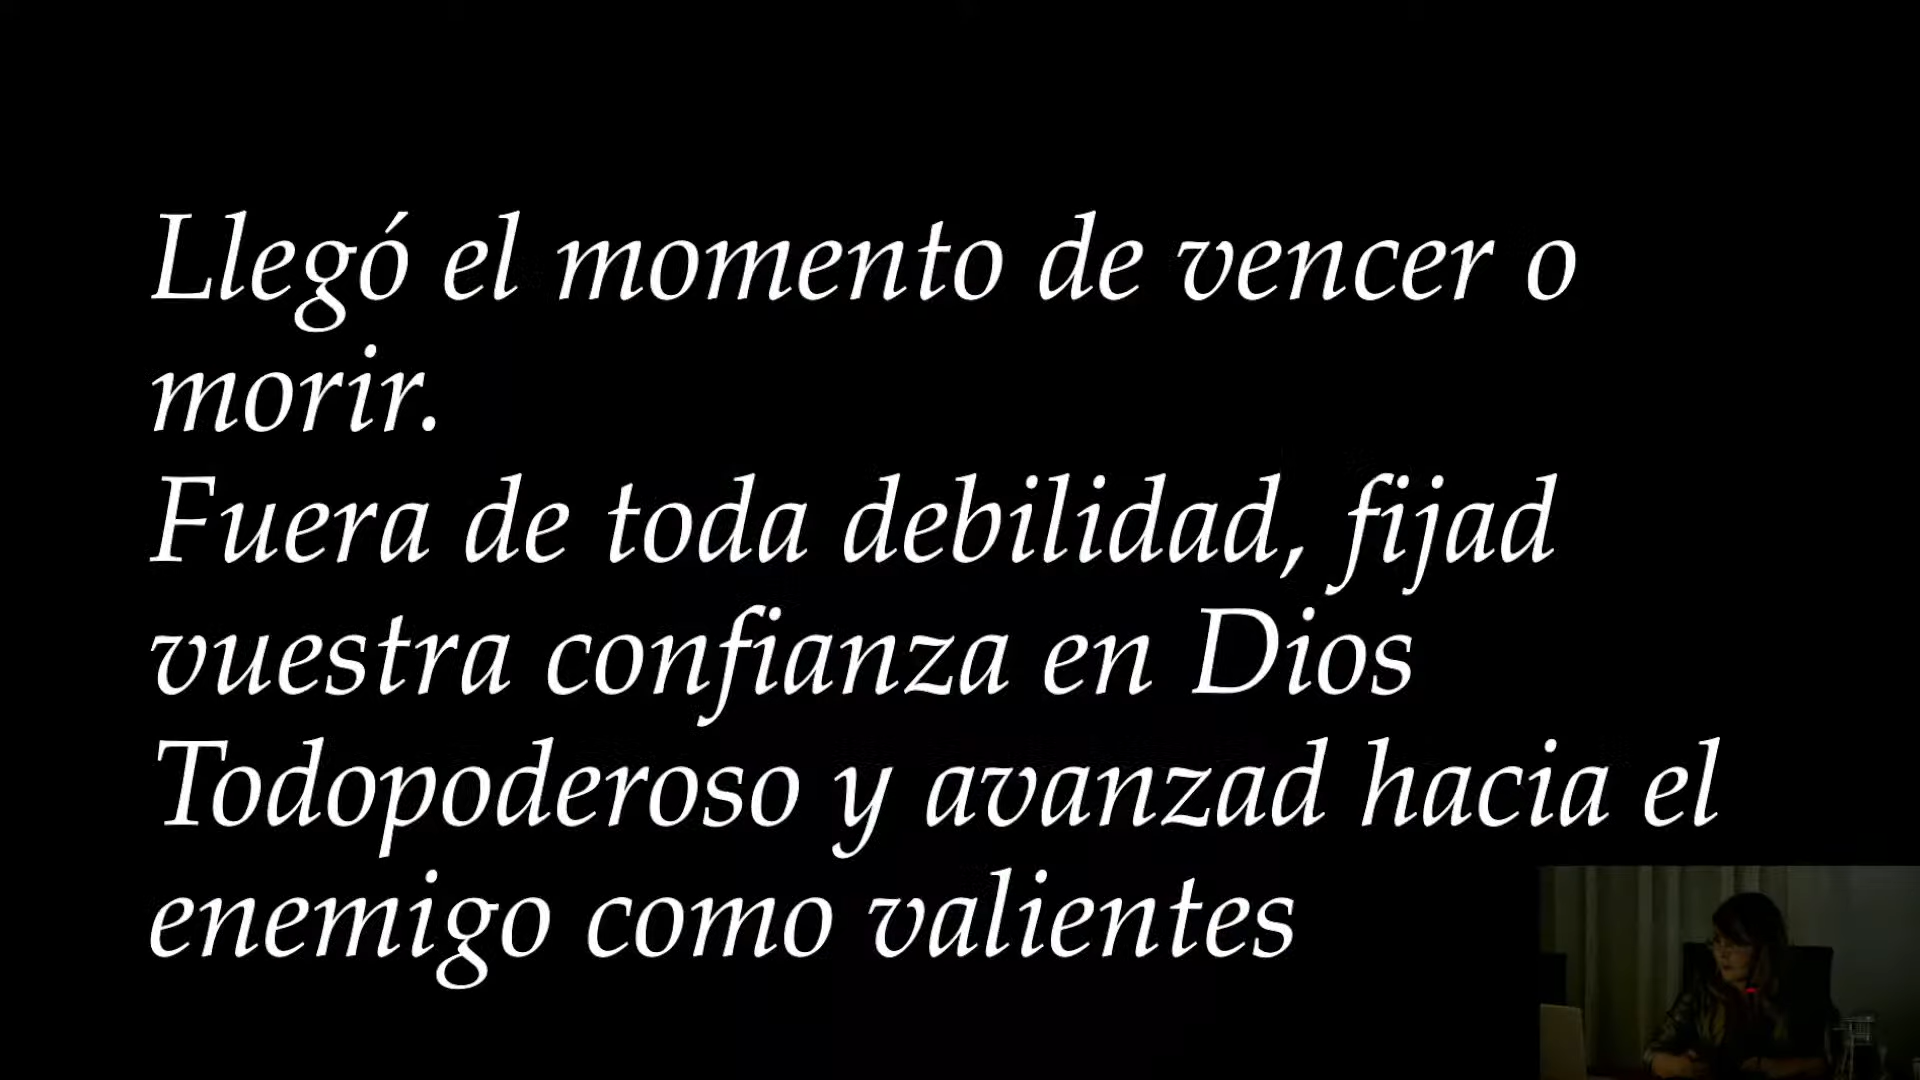 Llegó el momento de vencer o
morir.
Fuera de toda debilidad, fijad
vuestra confianza en Dios
Todopoderoso y avanzad hacia el
enemigo como valientes